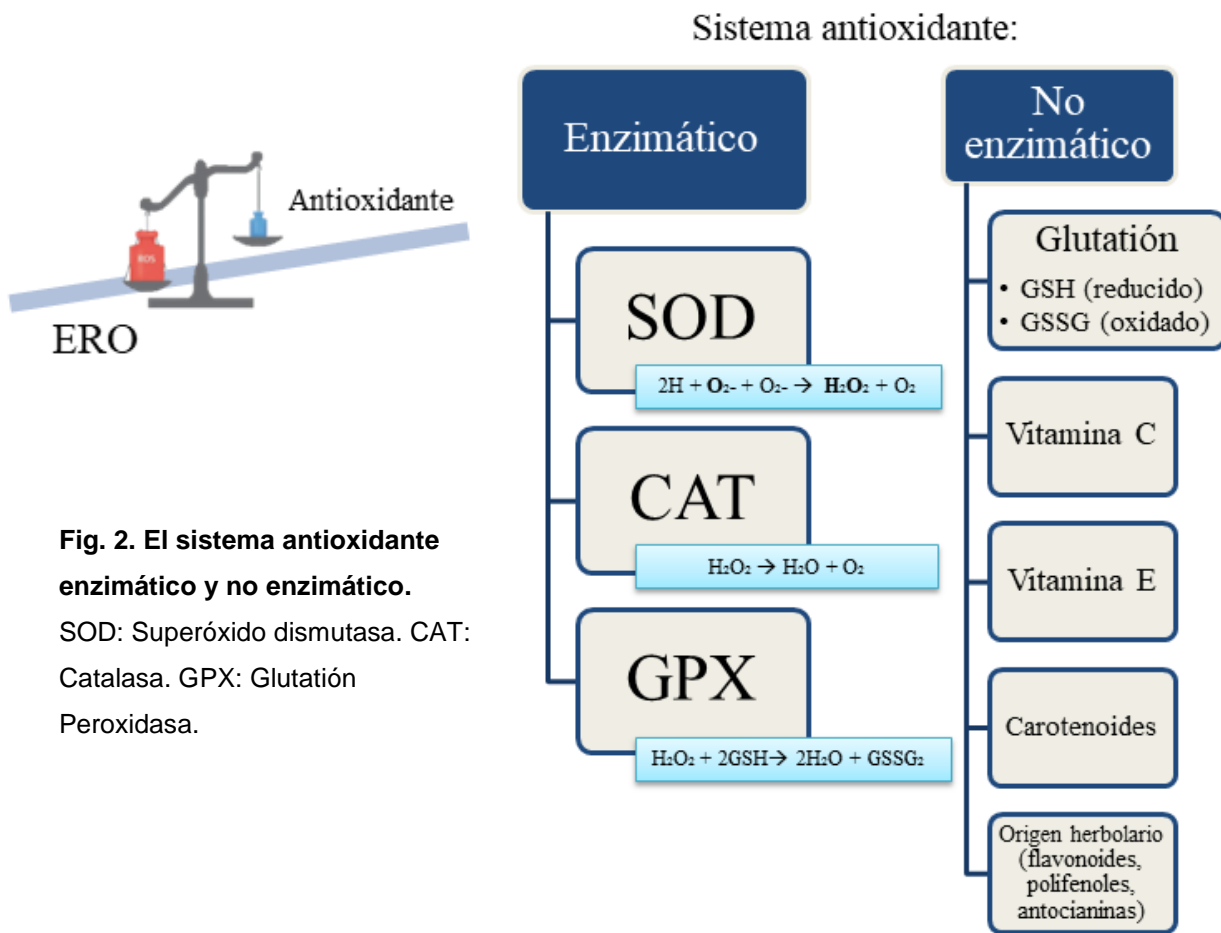 Sistema antioxidante:
Antioxidante
ROS
ERO
Fig. 2. El sistema antioxidante
enzimático y no enzimático.
SOD: Superóxido dismutasa. CAT:
Catalasa. GPX: Glutatión
Peroxidasa.
Enzimático
SOD
2H + O₂- + O₂- → H₂O₂ + O₂
CAT
H₂O₂ → H₂O + O₂
GPX
H₂O₂ + 2GSH→ 2H₂O + GSSG₂
No
enzimático
Glutatión
• GSH (reducido)
• GSSG (oxidado)
Vitamina C
Vitamina E
Carotenoides
Origen herbolario
(flavonoides,
polifenoles,
antocianinas)